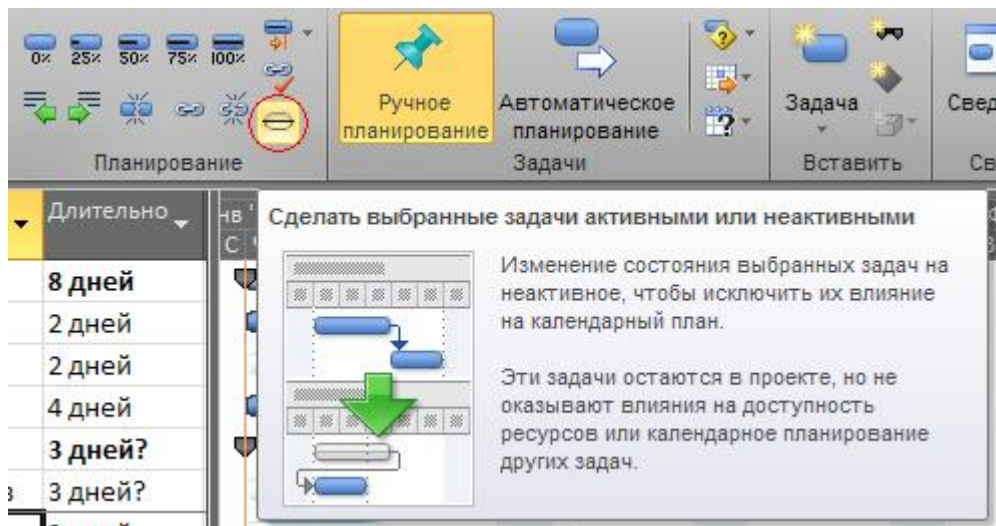 0% 25% 50% 75% 100%
Ручное
планирование
Автоматическое
планирование
Задача
Свед
Планирование
Задачи
Вставить
Св
Длительно
нв '
С
Сделать выбранные задачи активными или неактивными
8 дней
Изменение состояния выбранных задач на
неактивное, чтобы исключить их влияние
на календарный план.
2 дней
2 дней
4 дней
Эти задачи остаются в проекте, но не
оказывают влияния на доступность
ресурсов или календарное планирование
других задач.
3 дней?
3 дней?